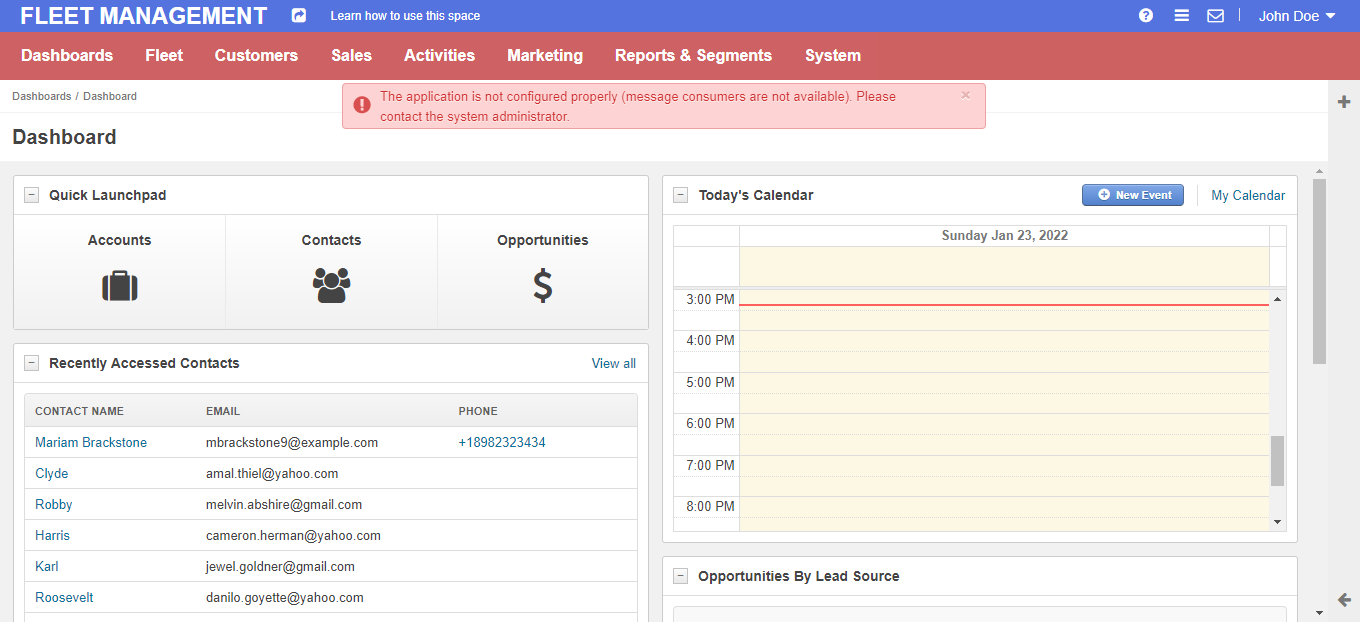 FLEET MANAGEMENT
Learn how to use this space
John Doe
Dashboards
Fleet
Customers
Sales
Activities
Marketing
Reports & Segments
System
Dashboards / Dashboard
The application is not configured properly (message consumers are not available). Please
contact the system administrator.
×
Dashboard
Quick Launchpad
Accounts
Contacts
Opportunities
Recently Accessed Contacts
View all
CONTACT NAME EMAIL PHONE
Mariam Brackstone mbrackstone9@example.com +18982323434
Clyde amal.thiel@yahoo.com
Robby melvin.abshire@gmail.com
Harris cameron.herman@yahoo.com
Karl jewel.goldner@gmail.com
Roosevelt danilo.goyette@yahoo.com
Today's Calendar
New Event
My Calendar
Sunday Jan 23, 2022
3:00 PM
4:00 PM
5:00 PM
6:00 PM
7:00 PM
8:00 PM
Opportunities By Lead Source